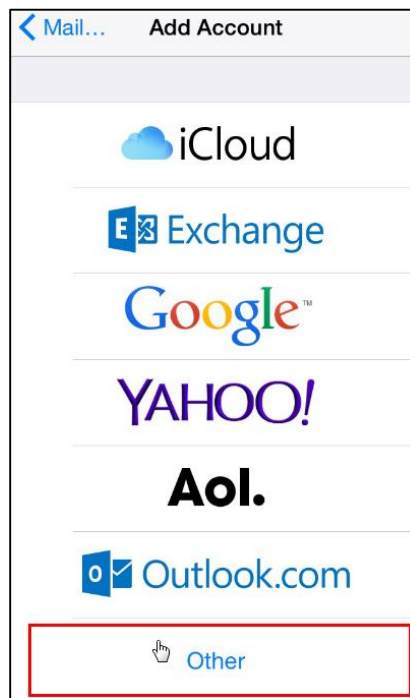 Mail... Add Account
iCloud
E Exchange
Google™
YAHOO!
Aol.
o Outlook.com
Other